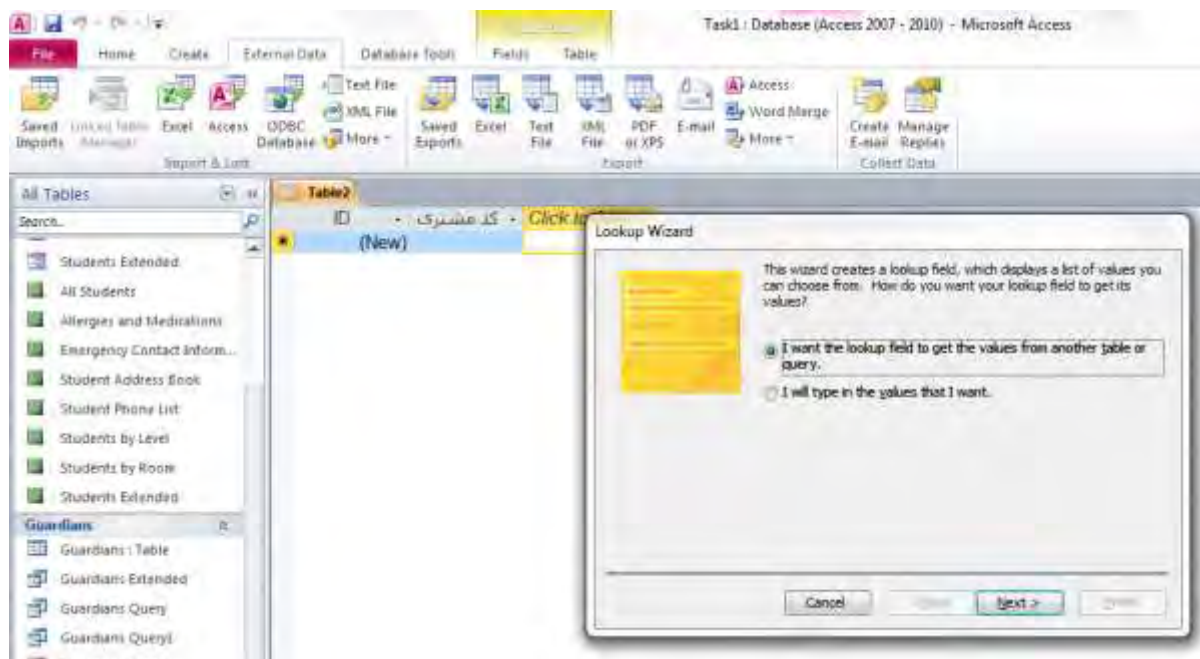 Task1 : Database (Access 2007 - 2010) - Microsoft Access
File Home Create External Data Database Tools Fields Table
Saved Imports
Linked Table Manager
Excel
Access
ODBC Database
Text File
XML File
More
Import & Link
Saved Exports
Excel
Text File
XML File
PDF or XPS
E-mail
Access
Word Merge
More
Export
Create E-mail
Manage Replies
Collect Data
All Tables
Search..
Students Extended
All Students
Allergies and Medications
Emergency Contact Inform...
Student Address Book
Student Phone List
Students by Level
Students by Room
Students Extended
Guardians
Guardians : Table
Guardians Extended
Guardians Query
Guardians Query1
Table2
ID کد مشتری Click to
(New)
Lookup Wizard
This wizard creates a lookup field, which displays a list of values you
can choose from. How do you want your lookup field to get its
values?
I want the lookup field to get the values from another table or
query.
I will type in the values that I want.
Cancel Next >